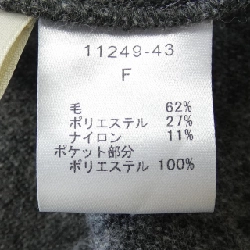 11249-43
F
毛 62%
ポリエステル 27%
ナイロン 11%
ポケット部分
ポリエステル 100%